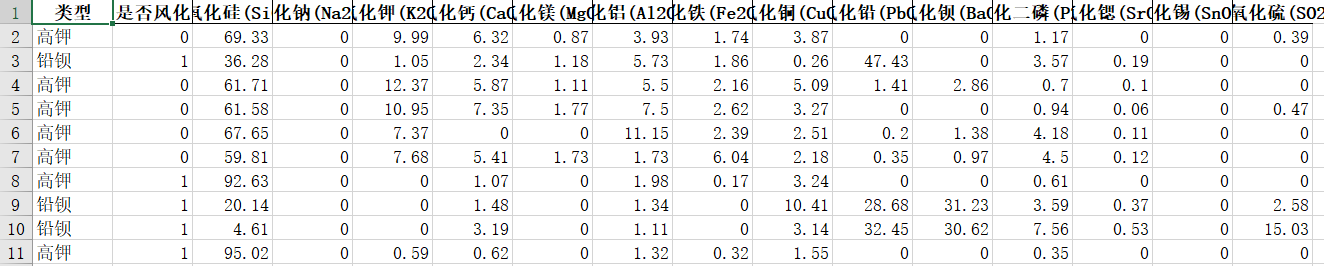 1 类型 是否风化 氧化硅(Si 化钠(Na2 化钾(K2O 化钙(CaO 化镁(MgO 化铝(Al2O 化铁(Fe2O 化铜(CuO 化铅(PbO 化钡(BaO 化二磷(P 化锶(SrO 化锡(SnO 氧化硫(SO2
2 高钾 0 69.33 0 9.99 6.32 0.87 3.93 1.74 3.87 0 0 1.17 0 0 0.39
3 铅钡 1 36.28 0 1.05 2.34 1.18 5.73 1.86 0.26 47.43 0 3.57 0.19 0 0
4 高钾 0 61.71 0 12.37 5.87 1.11 5.5 2.16 5.09 1.41 2.86 0.7 0.1 0 0
5 高钾 0 61.58 0 10.95 7.35 1.77 7.5 2.62 3.27 0 0 0.94 0.06 0 0.47
6 高钾 0 67.65 0 7.37 0 0 11.15 2.39 2.51 0.2 1.38 4.18 0.11 0 0
7 高钾 0 59.81 0 7.68 5.41 1.73 1.73 6.04 2.18 0.35 0.97 4.5 0.12 0 0
8 高钾 1 92.63 0 0 1.07 0 1.98 0.17 3.24 0 0 0.61 0 0 0
9 铅钡 1 20.14 0 0 1.48 0 1.34 0 10.41 28.68 31.23 3.59 0.37 0 2.58
10 铅钡 1 4.61 0 0 3.19 0 1.11 0 3.14 32.45 30.62 7.56 0.53 0 15.03
11 高钾 1 95.02 0 0.59 0.62 0 1.32 0.32 1.55 0 0 0.35 0 0 0